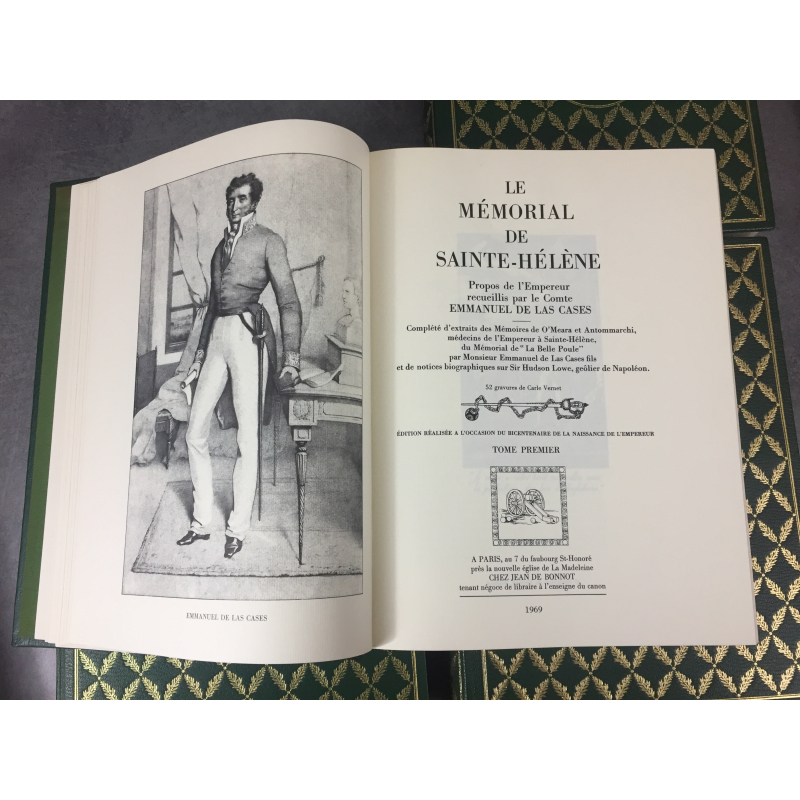 EMMANUEL DE LAS CASES
LE
MÉMORIAL
DE
SAINTE-HÉLÈNE
Propos de l'Empereur
recueillis par le Comte
EMMANUEL DE LAS CASES
Complété d'extraits des Mémoires de O'Meara et Antommarchi,
médecins de l'Empereur à Sainte-Hélène,
du Mémorial de "La Belle Poule"
par Monsieur Emmanuel de Las Cases fils
et de notices biographiques sur Sir Hudson Lowe, geôlier de Napoléon.
52 gravures de Carle Vernet
ÉDITION RÉALISÉE A L'OCCASION DU BICENTENAIRE DE LA NAISSANCE DE L'EMPEREUR
TOME PREMIER
A PARIS, au 7 du faubourg St-Honoré
près la nouvelle église de La Madeleine
CHEZ JEAN DE BONNOT
tenant négoce de libraire à l'enseigne du canon
1969